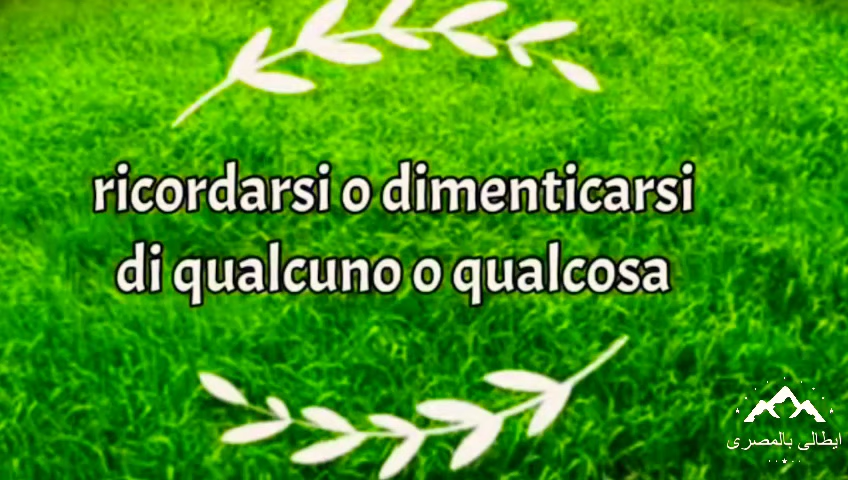 ricordarsi o dimenticarsi
di qualcuno o qualcosa
ايطالى بالمصرى